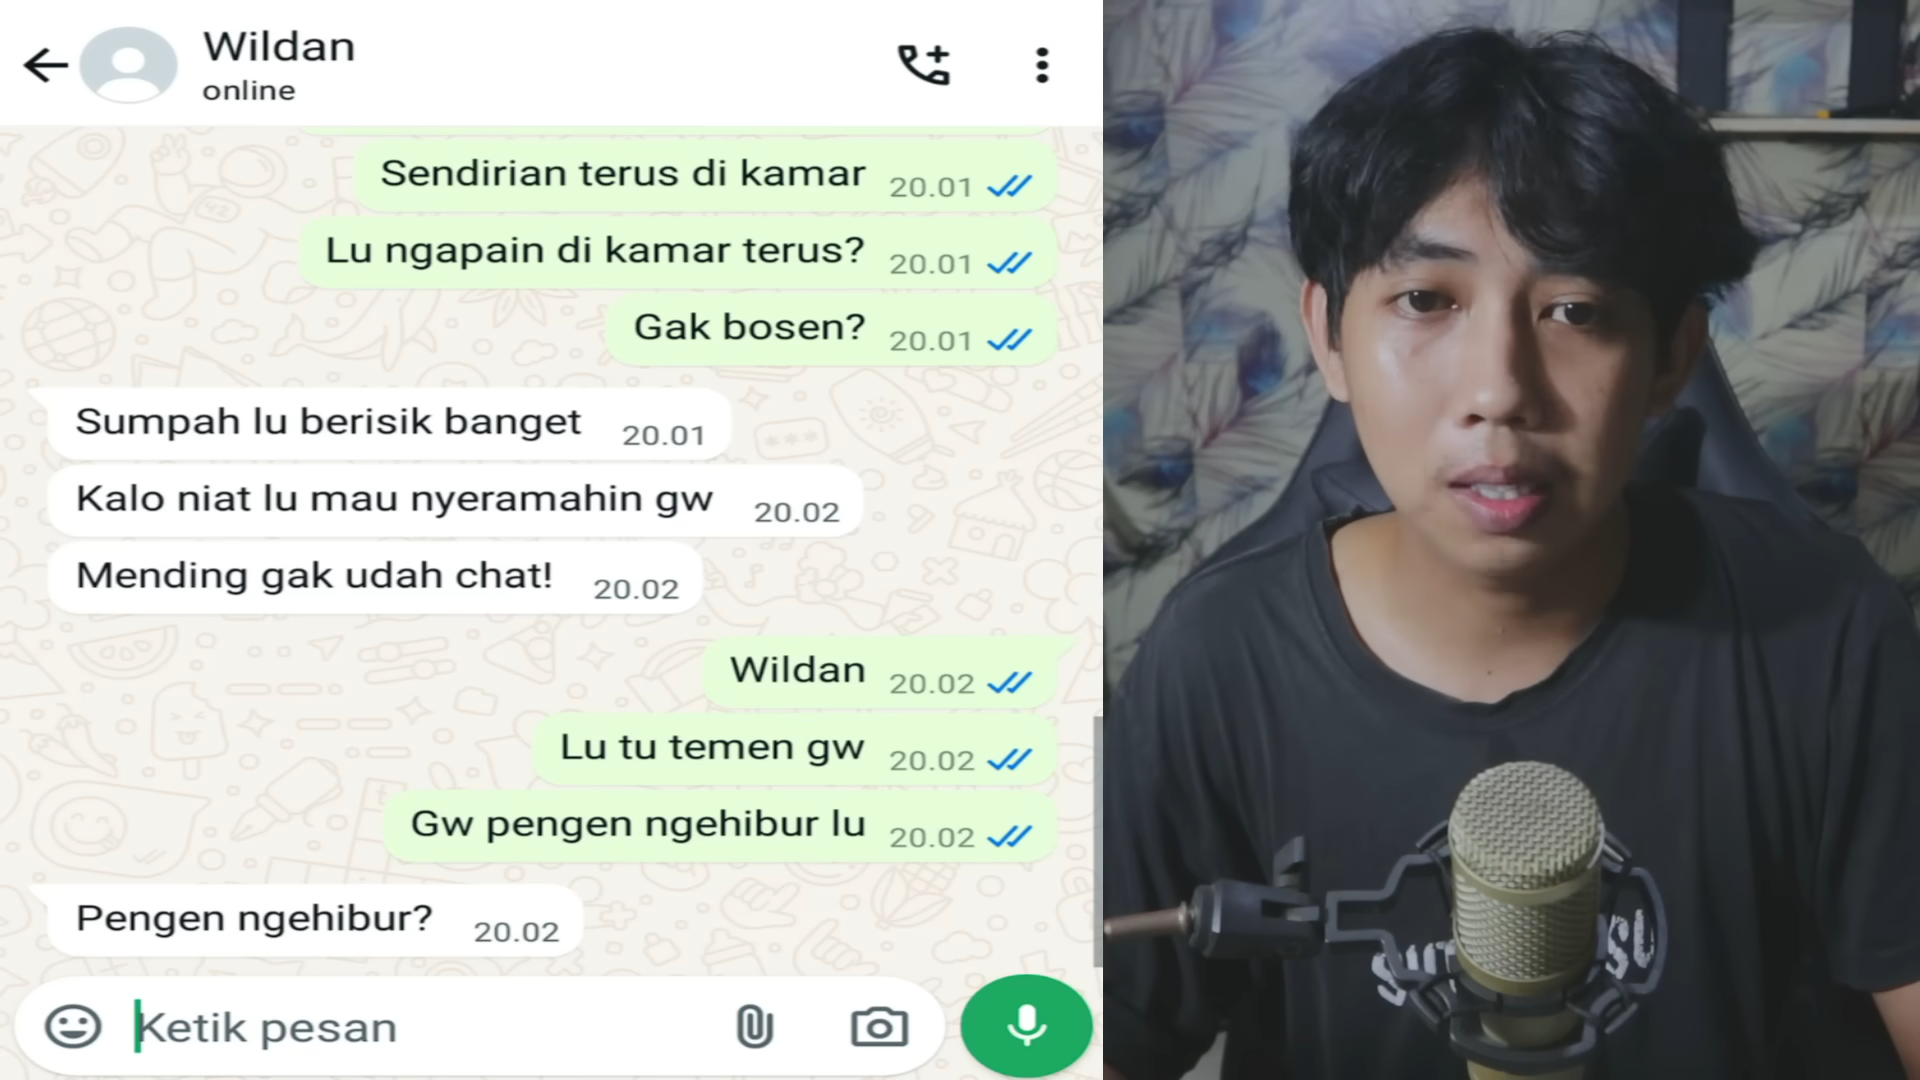 Wildan
online
Sendirian terus di kamar 20.01
Lu ngapain di kamar terus? 20.01
Gak bosen? 20.01
Sumpah lu berisik banget 20.01
Kalo niat lu mau nyeramahin gw 20.02
Mending gak udah chat! 20.02
Wildan 20.02
Lu tu temen gw 20.02
Gw pengen ngehibur lu 20.02
Pengen ngehibur? 20.02
Ketik pesan